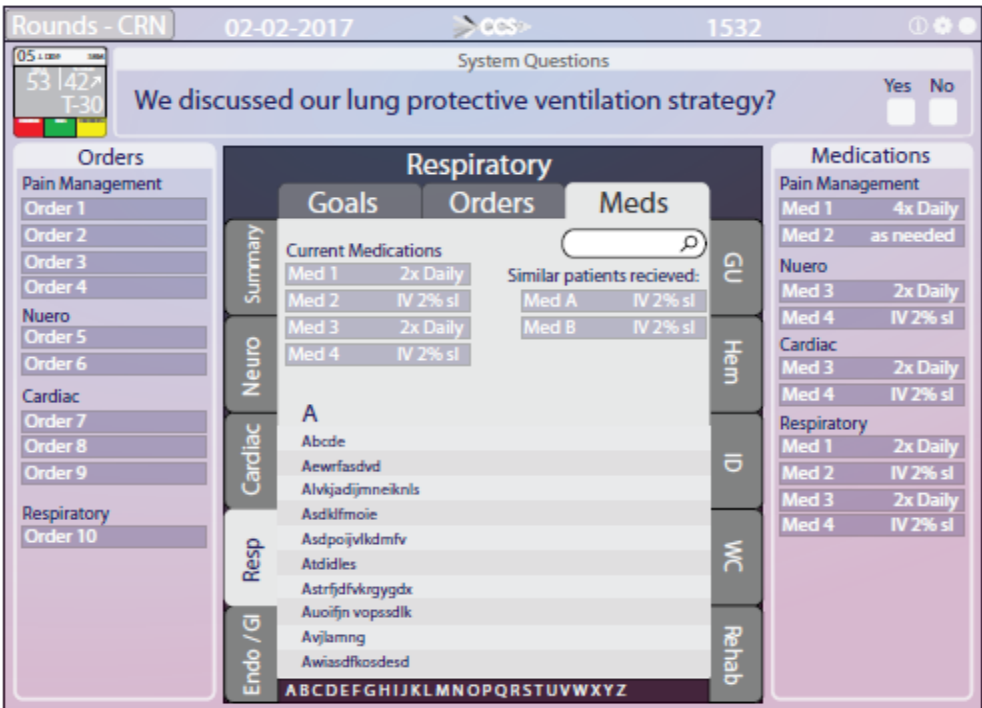 Rounds - CRN 02-02-2017 CCS 1532
05
53 42↗
T-30
System Questions
We discussed our lung protective ventilation strategy?
Yes No
Orders
Pain Management
Order 1
Order 2
Order 3
Order 4
Nuero
Order 5
Order 6
Cardiac
Order 7
Order 8
Order 9
Respiratory
Order 10
Respiratory
Goals Orders Meds
Summary
Neuro
Cardiac
Resp
Endo / GI
Current Medications
Med 1 2x Daily
Med 2 IV 2% sl
Med 3 2x Daily
Med 4 IV 2% sl
Similar patients recieved:
Med A IV 2% sl
Med B IV 2% sl
A
Abcde
Aewrfasdvd
Alvkjadijmneiknls
Asdklfmoie
Asdpoijvlkdmfv
Atdidles
Astrfjdfvkrgygdx
Auoifjn vopssdlk
Avjlamng
Awiasdfkosdesd
ABCDEFGHIJKLMNOPQRSTUVWXYZ
GU
Hem
ID
WC
Rehab
Medications
Pain Management
Med 1 4x Daily
Med 2 as needed
Nuero
Med 3 2x Daily
Med 4 IV 2% sl
Cardiac
Med 3 2x Daily
Med 4 IV 2% sl
Respiratory
Med 1 2x Daily
Med 2 IV 2% sl
Med 3 2x Daily
Med 4 IV 2% sl